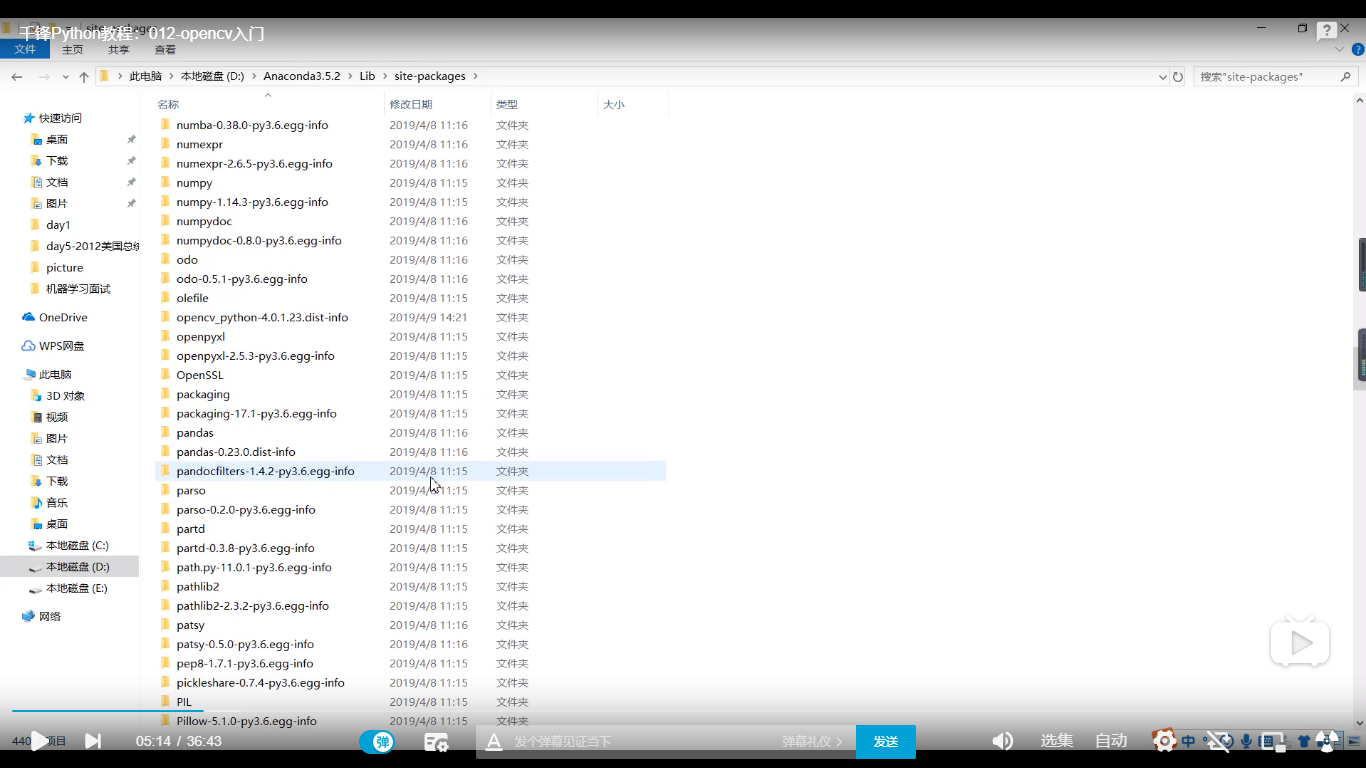 千锋Python教程：012-opencv入门
文件 主页 共享 查看
此电脑 本地磁盘 (D:) Anaconda3.5.2 Lib site-packages
搜索"site-packages"
名称 修改日期 类型 大小
快速访问
桌面
下载
文档
图片
day1
day5-2012美国总统
picture
机器学习面试
OneDrive
WPS网盘
此电脑
3D 对象
视频
图片
文档
下载
音乐
桌面
本地磁盘 (C:)
本地磁盘 (D:)
本地磁盘 (E:)
网络
numba-0.38.0-py3.6.egg-info 2019/4/8 11:16 文件夹
numexpr 2019/4/8 11:16 文件夹
numexpr-2.6.5-py3.6.egg-info 2019/4/8 11:16 文件夹
numpy 2019/4/8 11:15 文件夹
numpy-1.14.3-py3.6.egg-info 2019/4/8 11:15 文件夹
numpydoc 2019/4/8 11:16 文件夹
numpydoc-0.8.0-py3.6.egg-info 2019/4/8 11:16 文件夹
odo 2019/4/8 11:16 文件夹
odo-0.5.1-py3.6.egg-info 2019/4/8 11:16 文件夹
olefile 2019/4/8 11:15 文件夹
opencv_python-4.0.1.23.dist-info 2019/4/9 14:21 文件夹
openpyxl 2019/4/8 11:15 文件夹
openpyxl-2.5.3-py3.6.egg-info 2019/4/8 11:15 文件夹
OpenSSL 2019/4/8 11:15 文件夹
packaging 2019/4/8 11:15 文件夹
packaging-17.1-py3.6.egg-info 2019/4/8 11:15 文件夹
pandas 2019/4/8 11:16 文件夹
pandas-0.23.0.dist-info 2019/4/8 11:16 文件夹
pandocfilters-1.4.2-py3.6.egg-info 2019/4/8 11:15 文件夹
parso 2019/4/8 11:15 文件夹
parso-0.2.0-py3.6.egg-info 2019/4/8 11:15 文件夹
partd 2019/4/8 11:15 文件夹
partd-0.3.8-py3.6.egg-info 2019/4/8 11:15 文件夹
path.py-11.0.1-py3.6.egg-info 2019/4/8 11:15 文件夹
pathlib2 2019/4/8 11:15 文件夹
pathlib2-2.3.2-py3.6.egg-info 2019/4/8 11:15 文件夹
patsy 2019/4/8 11:16 文件夹
patsy-0.5.0-py3.6.egg-info 2019/4/8 11:16 文件夹
pep8-1.7.1-py3.6.egg-info 2019/4/8 11:15 文件夹
pickleshare-0.7.4-py3.6.egg-info 2019/4/8 11:15 文件夹
PIL 2019/4/8 11:15 文件夹
Pillow-5.1.0-py3.6.egg-info 2019/4/8 11:15 文件夹
440 项目 05:14 / 36:43 弹 A 发个弹幕见证当下 弹幕礼仪 发送 选集 自动 中